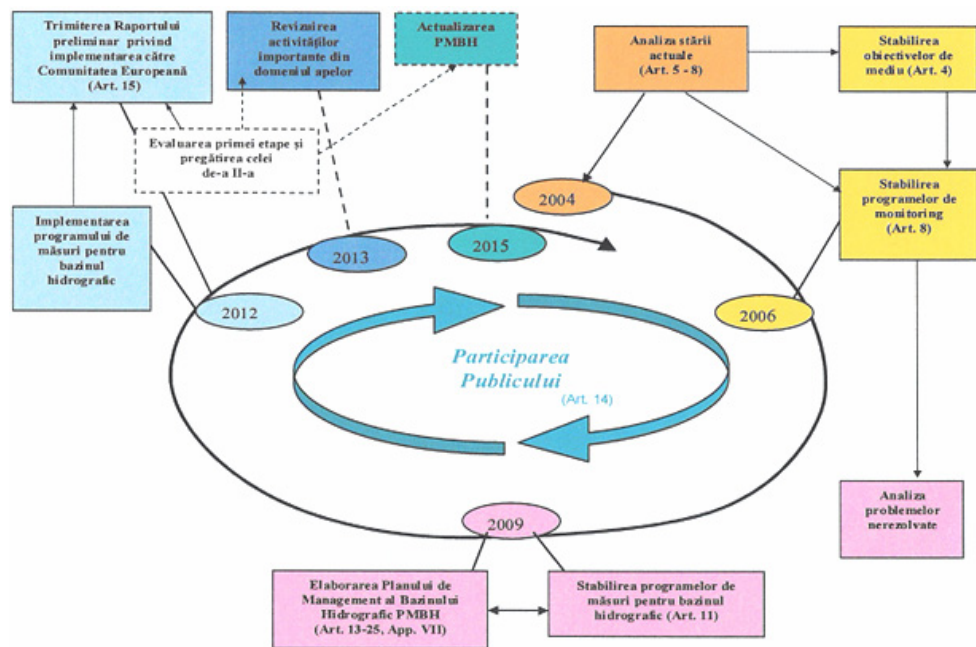 Trimiterea Raportului
preliminar privind
implementarea către
Comunitatea Europeană
(Art. 15)
Revizuirea
activităților
importante din
domeniul apelor
Actualizarea
PMBH
Analiza stării
actuale
(Art. 5 - 8)
Stabilirea
obiectivelor de
mediu (Art. 4)
Evaluarea primei etape și
pregătirea celei
de-a II-a
Implementarea
programului de
măsuri pentru
bazinul
hidrografic
Stabilirea
programelor de
monitoring
(Art. 8)
2004
2013
2015
2012
2006
Participarea
Publicului
(Art. 14)
2009
Analiza
problemelor
nerezolvate
Elaborarea Planului de
Management al Bazinului
Hidrografic PMBH
(Art. 13-25, App. VII)
Stabilirea programelor de
măsuri pentru bazinul
hidrografic (Art. 11)